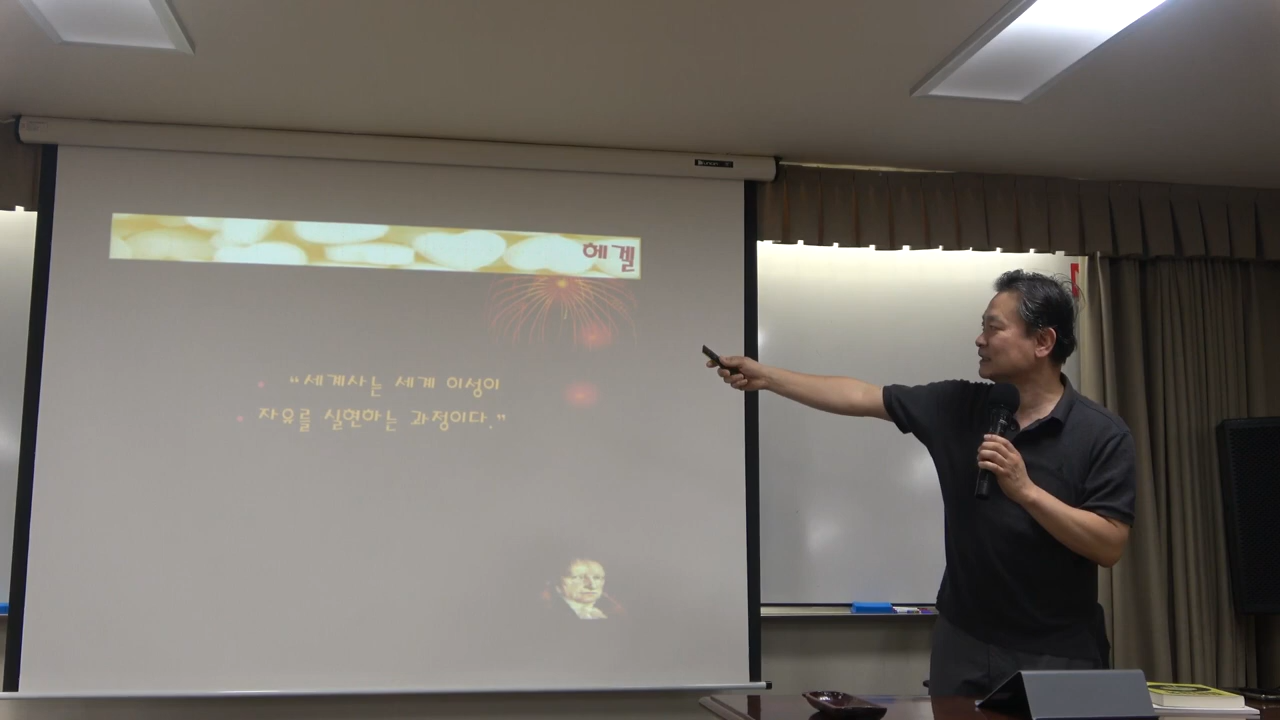 헤겔
“세계사는 세계 이성이
자유를 실현하는 과정이다.”